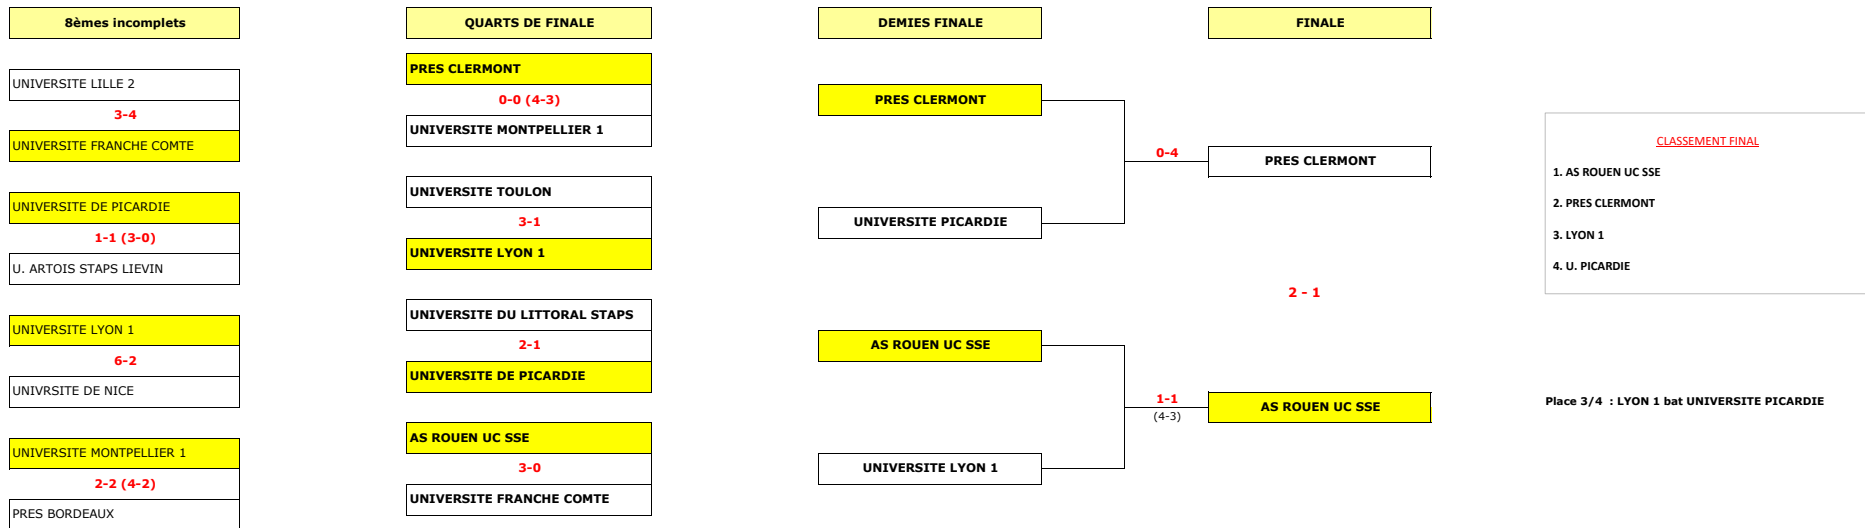 8èmes incomplets
UNIVERSITE LILLE 2
3-4
UNIVERSITE FRANCHE COMTE
UNIVERSITE DE PICARDIE
1-1 (3-0)
U. ARTOIS STAPS LIEVIN
UNIVERSITE LYON 1
6-2
UNIVRSITE DE NICE
UNIVERSITE MONTPELLIER 1
2-2 (4-2)
PRES BORDEAUX
QUARTS DE FINALE
PRES CLERMONT
0-0 (4-3)
UNIVERSITE MONTPELLIER 1
UNIVERSITE TOULON
3-1
UNIVERSITE LYON 1
UNIVERSITE DU LITTORAL STAPS
2-1
UNIVERSITE DE PICARDIE
AS ROUEN UC SSE
3-0
UNIVERSITE FRANCHE COMTE
DEMIES FINALE
PRES CLERMONT
0-4
UNIVERSITE PICARDIE
AS ROUEN UC SSE
1-1
(4-3)
UNIVERSITE LYON 1
FINALE
PRES CLERMONT
2 - 1
AS ROUEN UC SSE
CLASSEMENT FINAL
1. AS ROUEN UC SSE
2. PRES CLERMONT
3. LYON 1
4. U. PICARDIE
Place 3/4 : LYON 1 bat UNIVERSITE PICARDIE